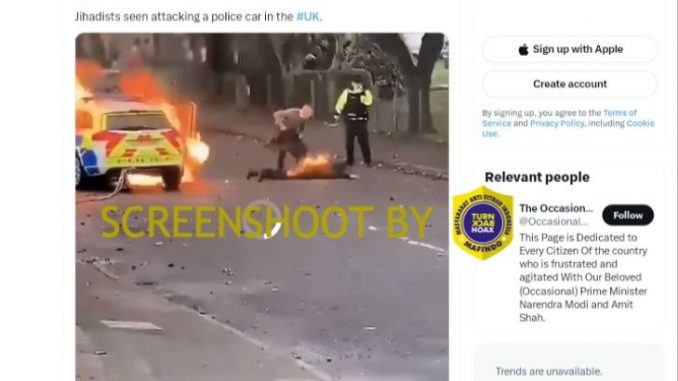 Jihadists seen attacking a police car in the #UK.
SCREENSHOOT BY
Sign up with Apple
Create account
By signing up, you agree to the Terms of
Service and Privacy Policy, including Cookie
Use.
Relevant people
MASYARAKAT ANTI FITNAH INDONESIA
TURN
BACK
HOAX
MAFINDO
The Occasion...
@Occasional...
Follow
This Page is Dedicated to
Every Citizen Of the country
who is frustrated and
agitated With Our Beloved
(Occasional) Prime Minister
Narendra Modi and Amit
Shah.
Trends are unavailable.